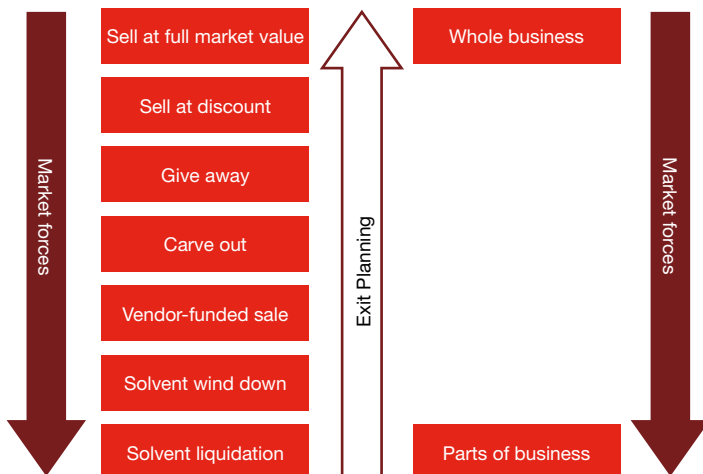 Sell at full market value
Whole business
Sell at discount
Give away
Market forces
Carve out
Exit Planning
Market forces
Vendor-funded sale
Solvent wind down
Solvent liquidation
Parts of business